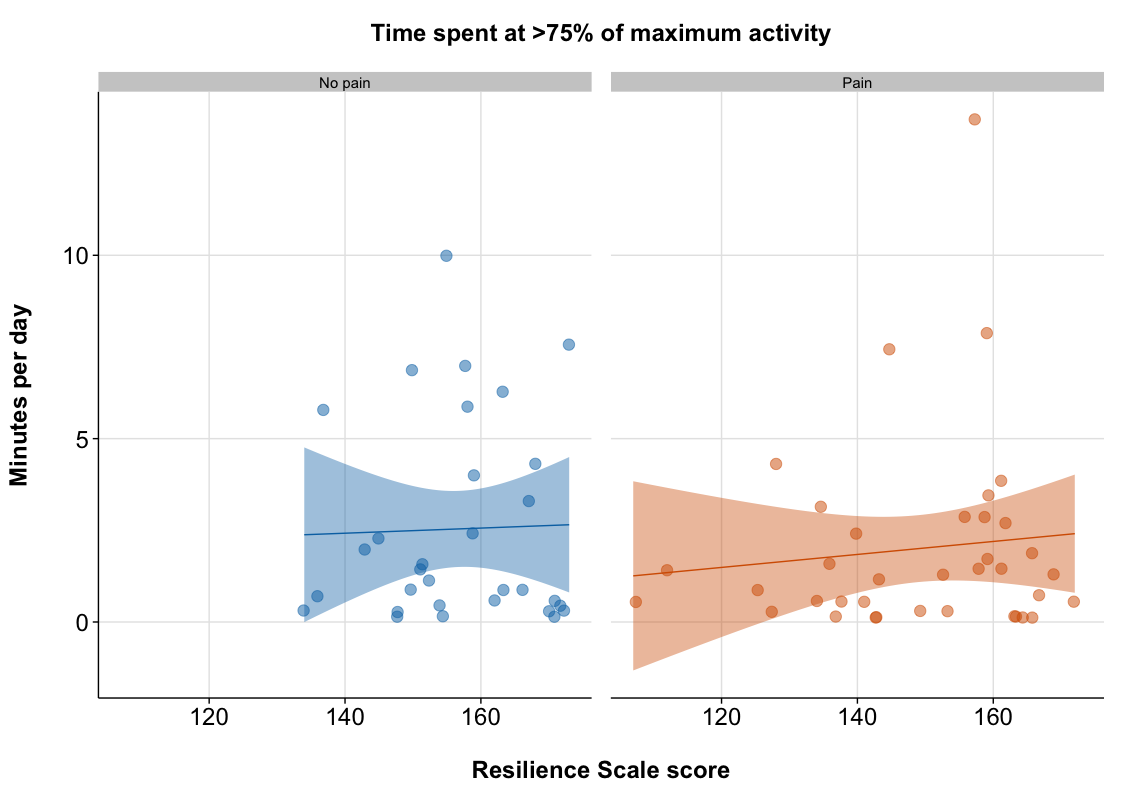 Time spent at >75% of maximum activity
No pain
Pain
10
5
0
120 140 160
120 140 160
Minutes per day
Resilience Scale score